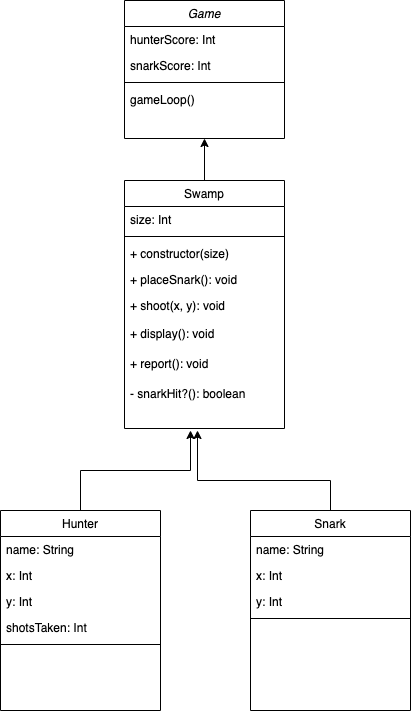 Game
hunterScore: Int
snarkScore: Int
gameLoop()
Swamp
size: Int
+ constructor(size)
+ placeSnark(): void
+ shoot(x, y): void
+ display(): void
+ report(): void
- snarkHit?(): boolean
Hunter
name: String
x: Int
y: Int
shotsTaken: Int
Snark
name: String
x: Int
y: Int